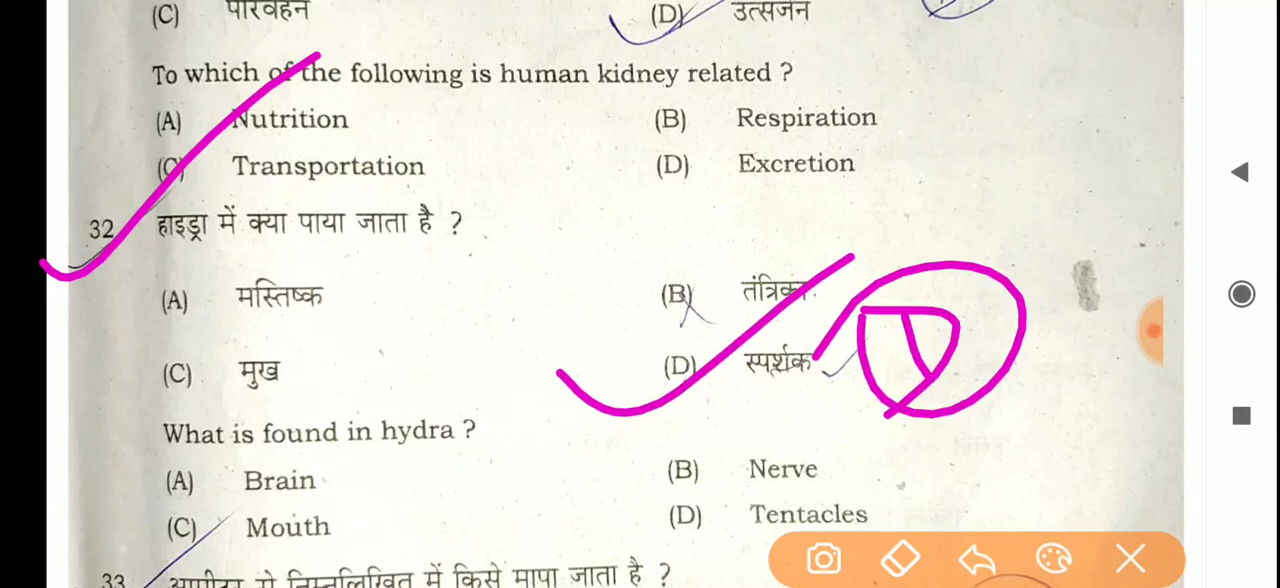 (C) परिवहन (D) उत्सर्जन
To which of the following is human kidney related ?
(A) Nutrition (B) Respiration
(C) Transportation (D) Excretion
32 हाइड्रा में क्या पाया जाता है ?
(A) मस्तिष्क (B) तंत्रिका
(C) मुख (D) स्पर्शक D
What is found in hydra ?
(A) Brain (B) Nerve
(C) Mouth (D) Tentacles
33 निम्नलिखित में किसे मापा जाता है ?